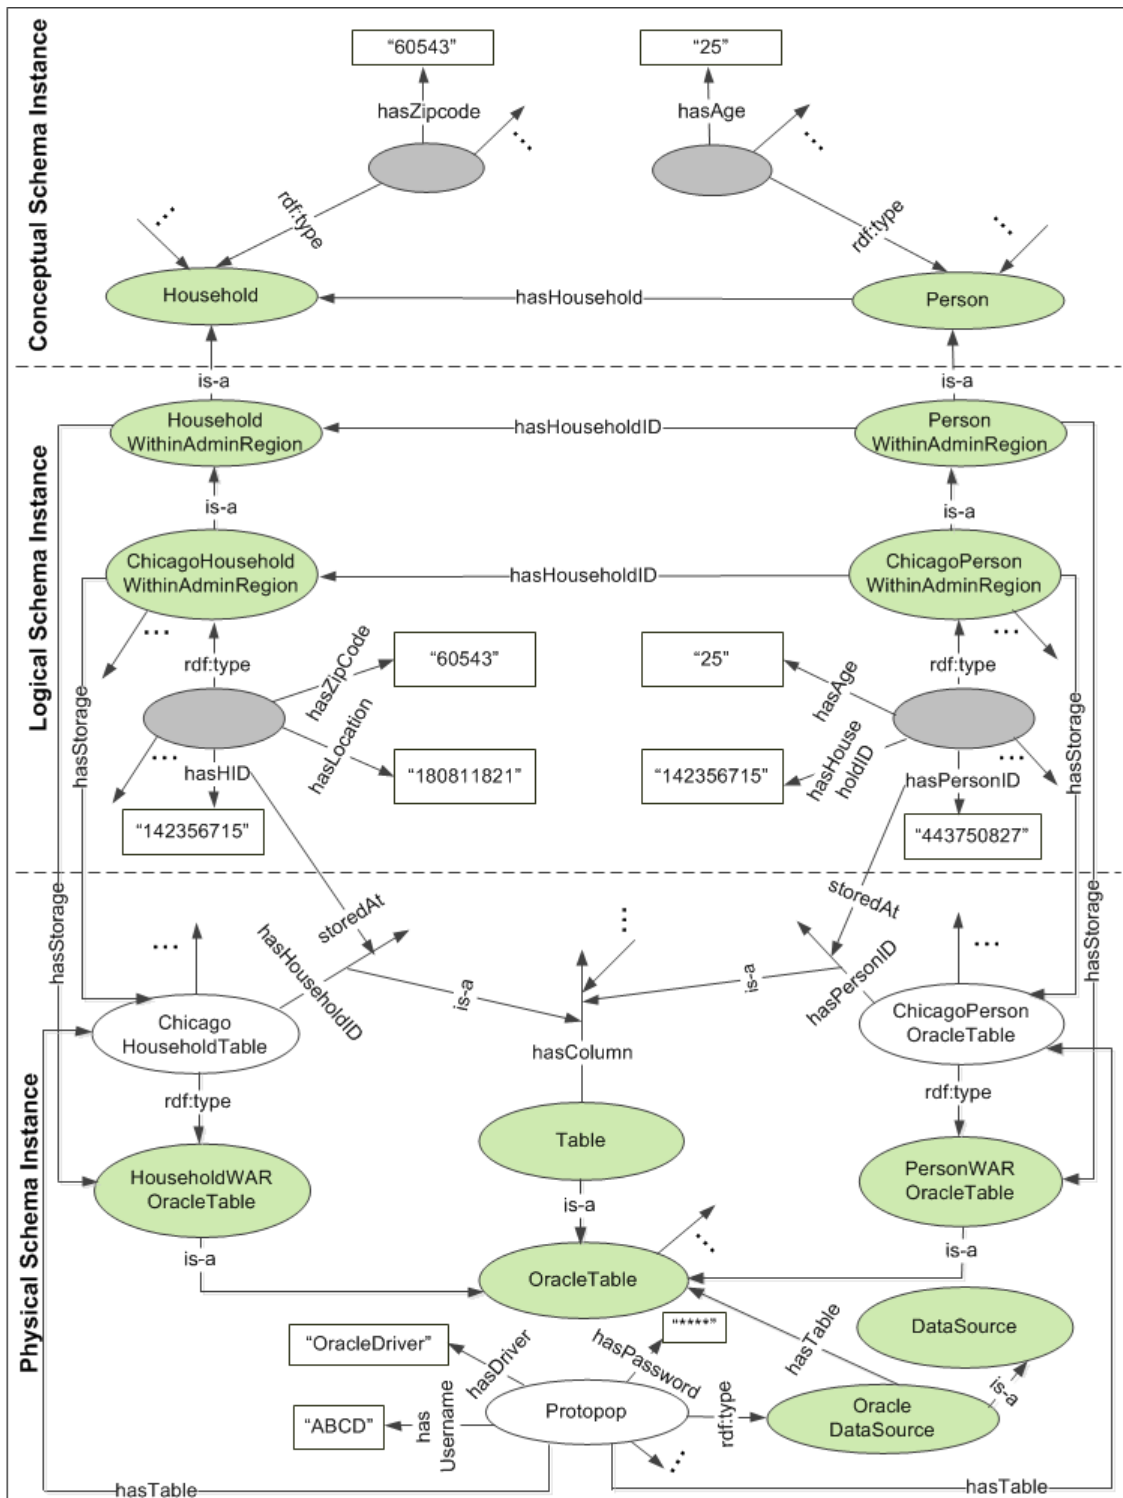 Conceptual Schema Instance
“60543”
“25”
hasZipcode
hasAge
...
...
rdf:type
rdf:type
...
...
Household
hasHousehold
Person
is-a
is-a
Logical Schema Instance
Household
WithinAdminRegion
hasHouseholdID
Person
WithinAdminRegion
is-a
is-a
ChicagoHousehold
WithinAdminRegion
hasHouseholdID
ChicagoPerson
WithinAdminRegion
...
...
rdf:type
rdf:type
hasZipCode
“60543”
“25”
hasAge
hasStorage
hasStorage
hasLocation
“180811821”
“142356715”
hasHouse
holdID
...
...
hasHID
hasPersonID
“142356715”
“443750827”
Physical Schema Instance
hasStorage
hasStorage
storedAt
storedAt
...
...
...
hasHouseholdID
hasPersonID
is-a
is-a
Chicago
HouseholdTable
ChicagoPerson
OracleTable
hasColumn
rdf:type
rdf:type
Table
HouseholdWAR
OracleTable
PersonWAR
OracleTable
is-a
is-a
is-a
...
OracleTable
“OracleDriver”
hasDriver
hasPassword
“****”
hasTable
DataSource
is-a
“ABCD”
has
Username
Protopop
rdf:type
Oracle
DataSource
...
hasTable
hasTable